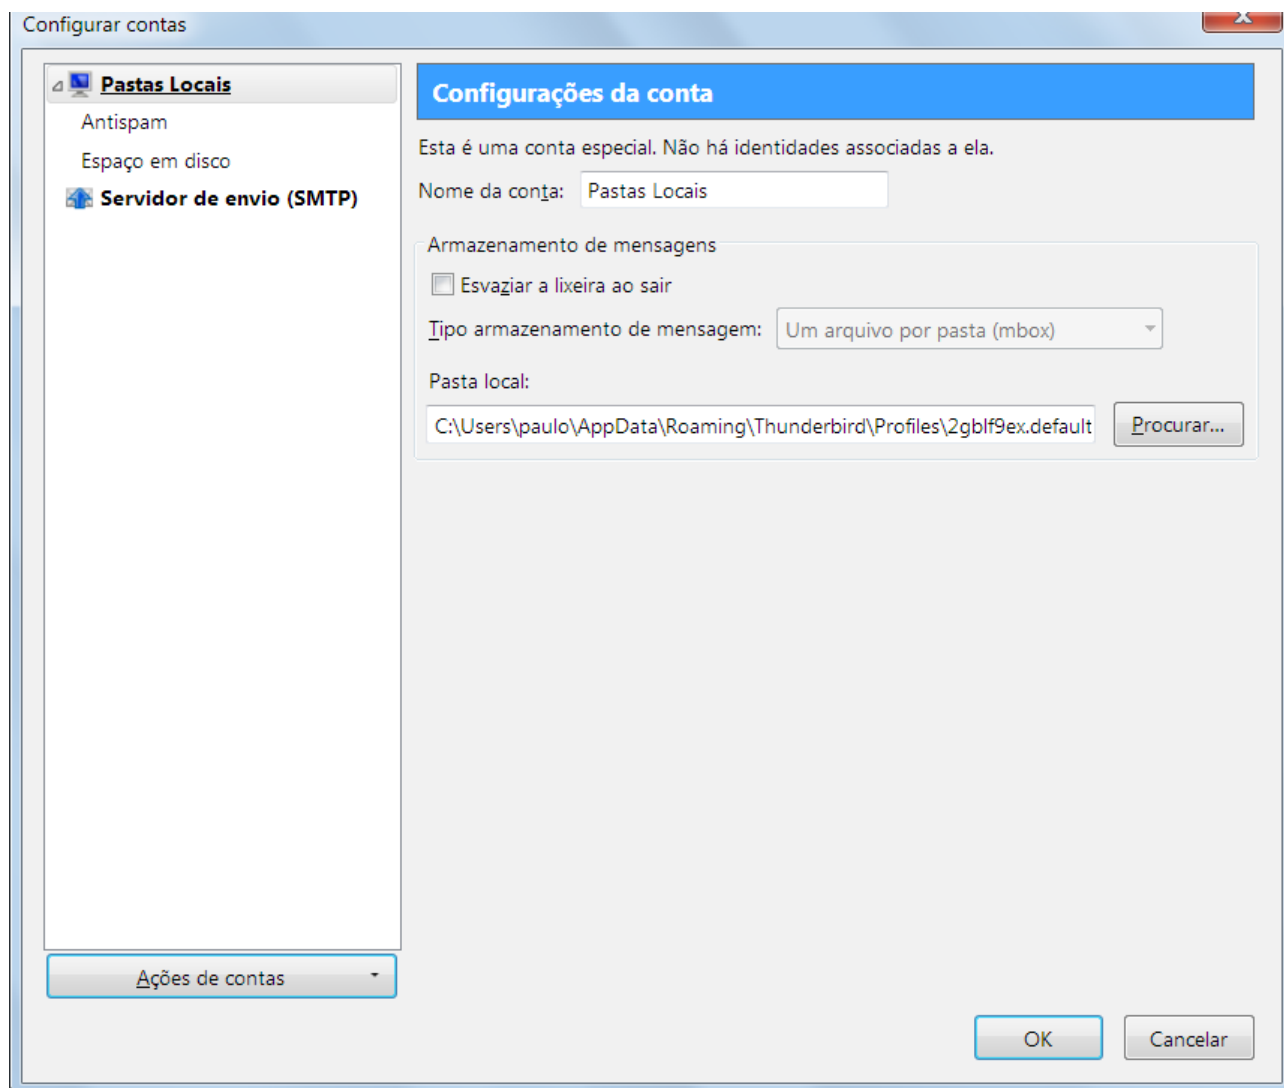 Configurar contas
Pastas Locais
Antispam
Espaço em disco
Servidor de envio (SMTP)
Ações de contas
Configurações da conta
Esta é uma conta especial. Não há identidades associadas a ela.
Nome da conta: Pastas Locais
Armazenamento de mensagens
Esvaziar a lixeira ao sair
Tipo armazenamento de mensagem: Um arquivo por pasta (mbox)
Pasta local:
C:\Users\paulo\AppData\Roaming\Thunderbird\Profiles\2gblf9ex.default Procurar...
OK Cancelar